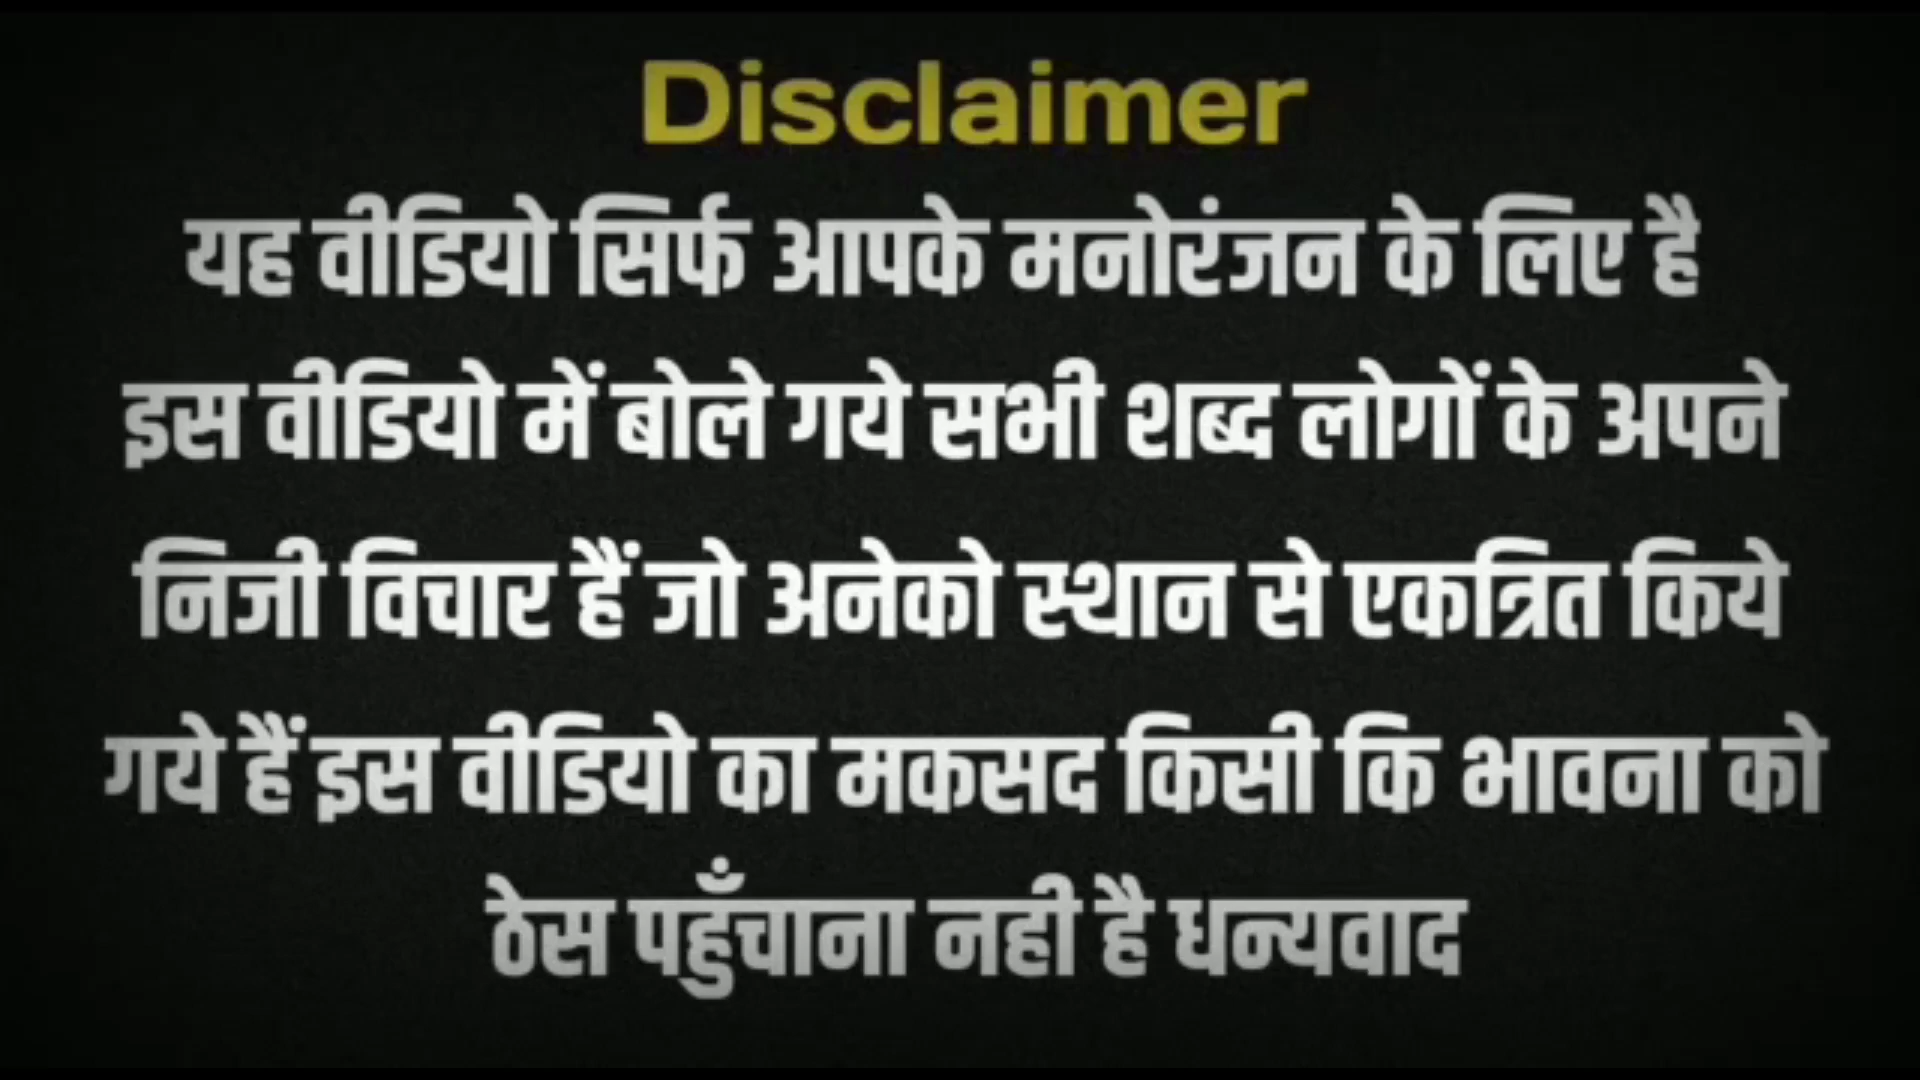 Disclaimer
यह वीडियो सिर्फ आपके मनोरंजन के लिए है
इस वीडियो में बोले गये सभी शब्द लोगों के अपने
निजी विचार हैं जो अनेको स्थान से एकत्रित किये
गये हैं इस वीडियो का मकसद किसी कि भावना को
ठेस पहुँचाना नही है धन्यवाद